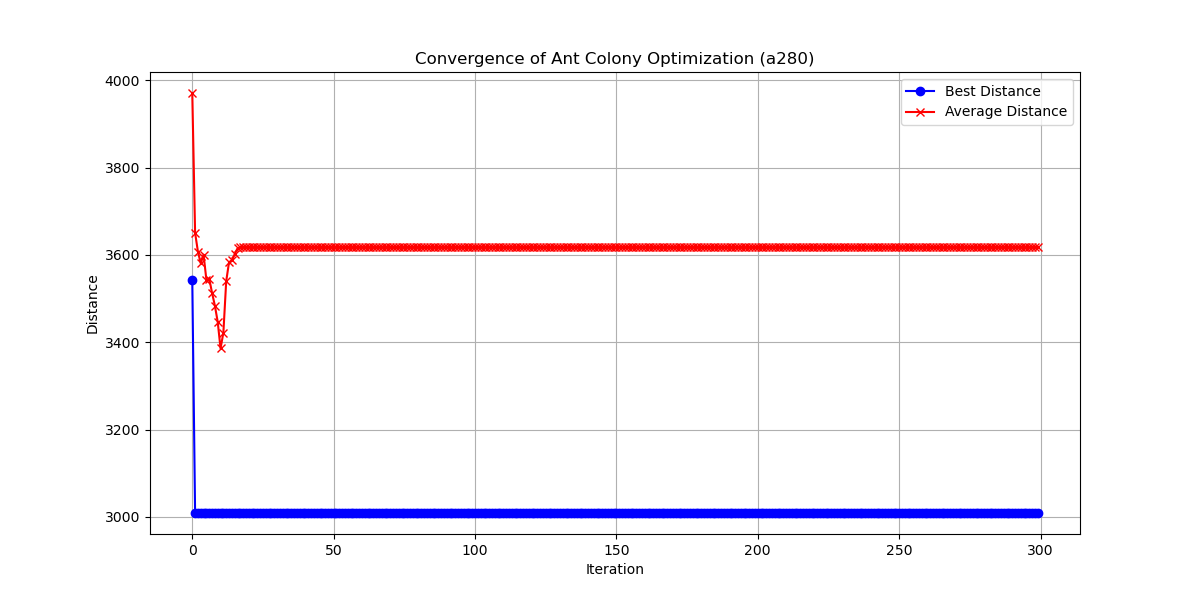 Convergence of Ant Colony Optimization (a280)
Best Distance
Average Distance
4000
3800
3600
3400
3200
3000
Distance
0 50 100 150 200 250 300
Iteration